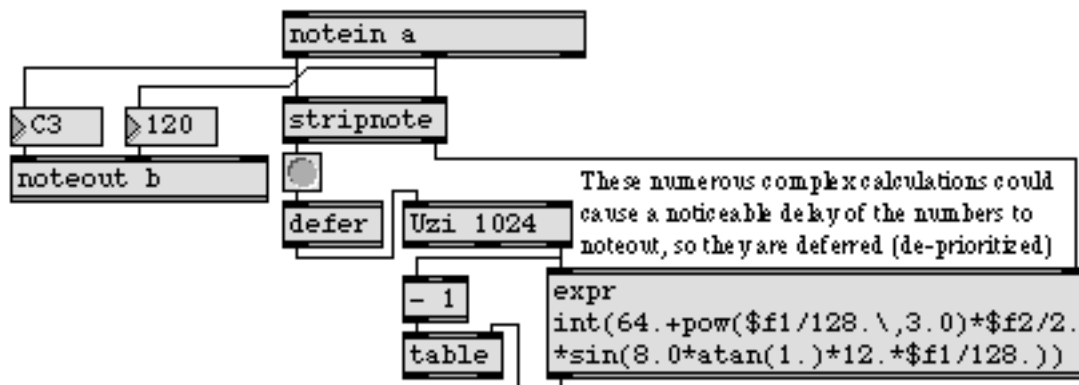 notein a
C3
120
stripnote
noteout b
These numerous complex calculations could
cause a noticeable delay of the numbers to
noteout, so they are deferred (de-prioritized)
defer
Uzi 1024
- 1
expr
int(64.+pow($f1/128.\,3.0)*$f2/2.
*sin(8.0*atan(1.)*12.*$f1/128.))
table